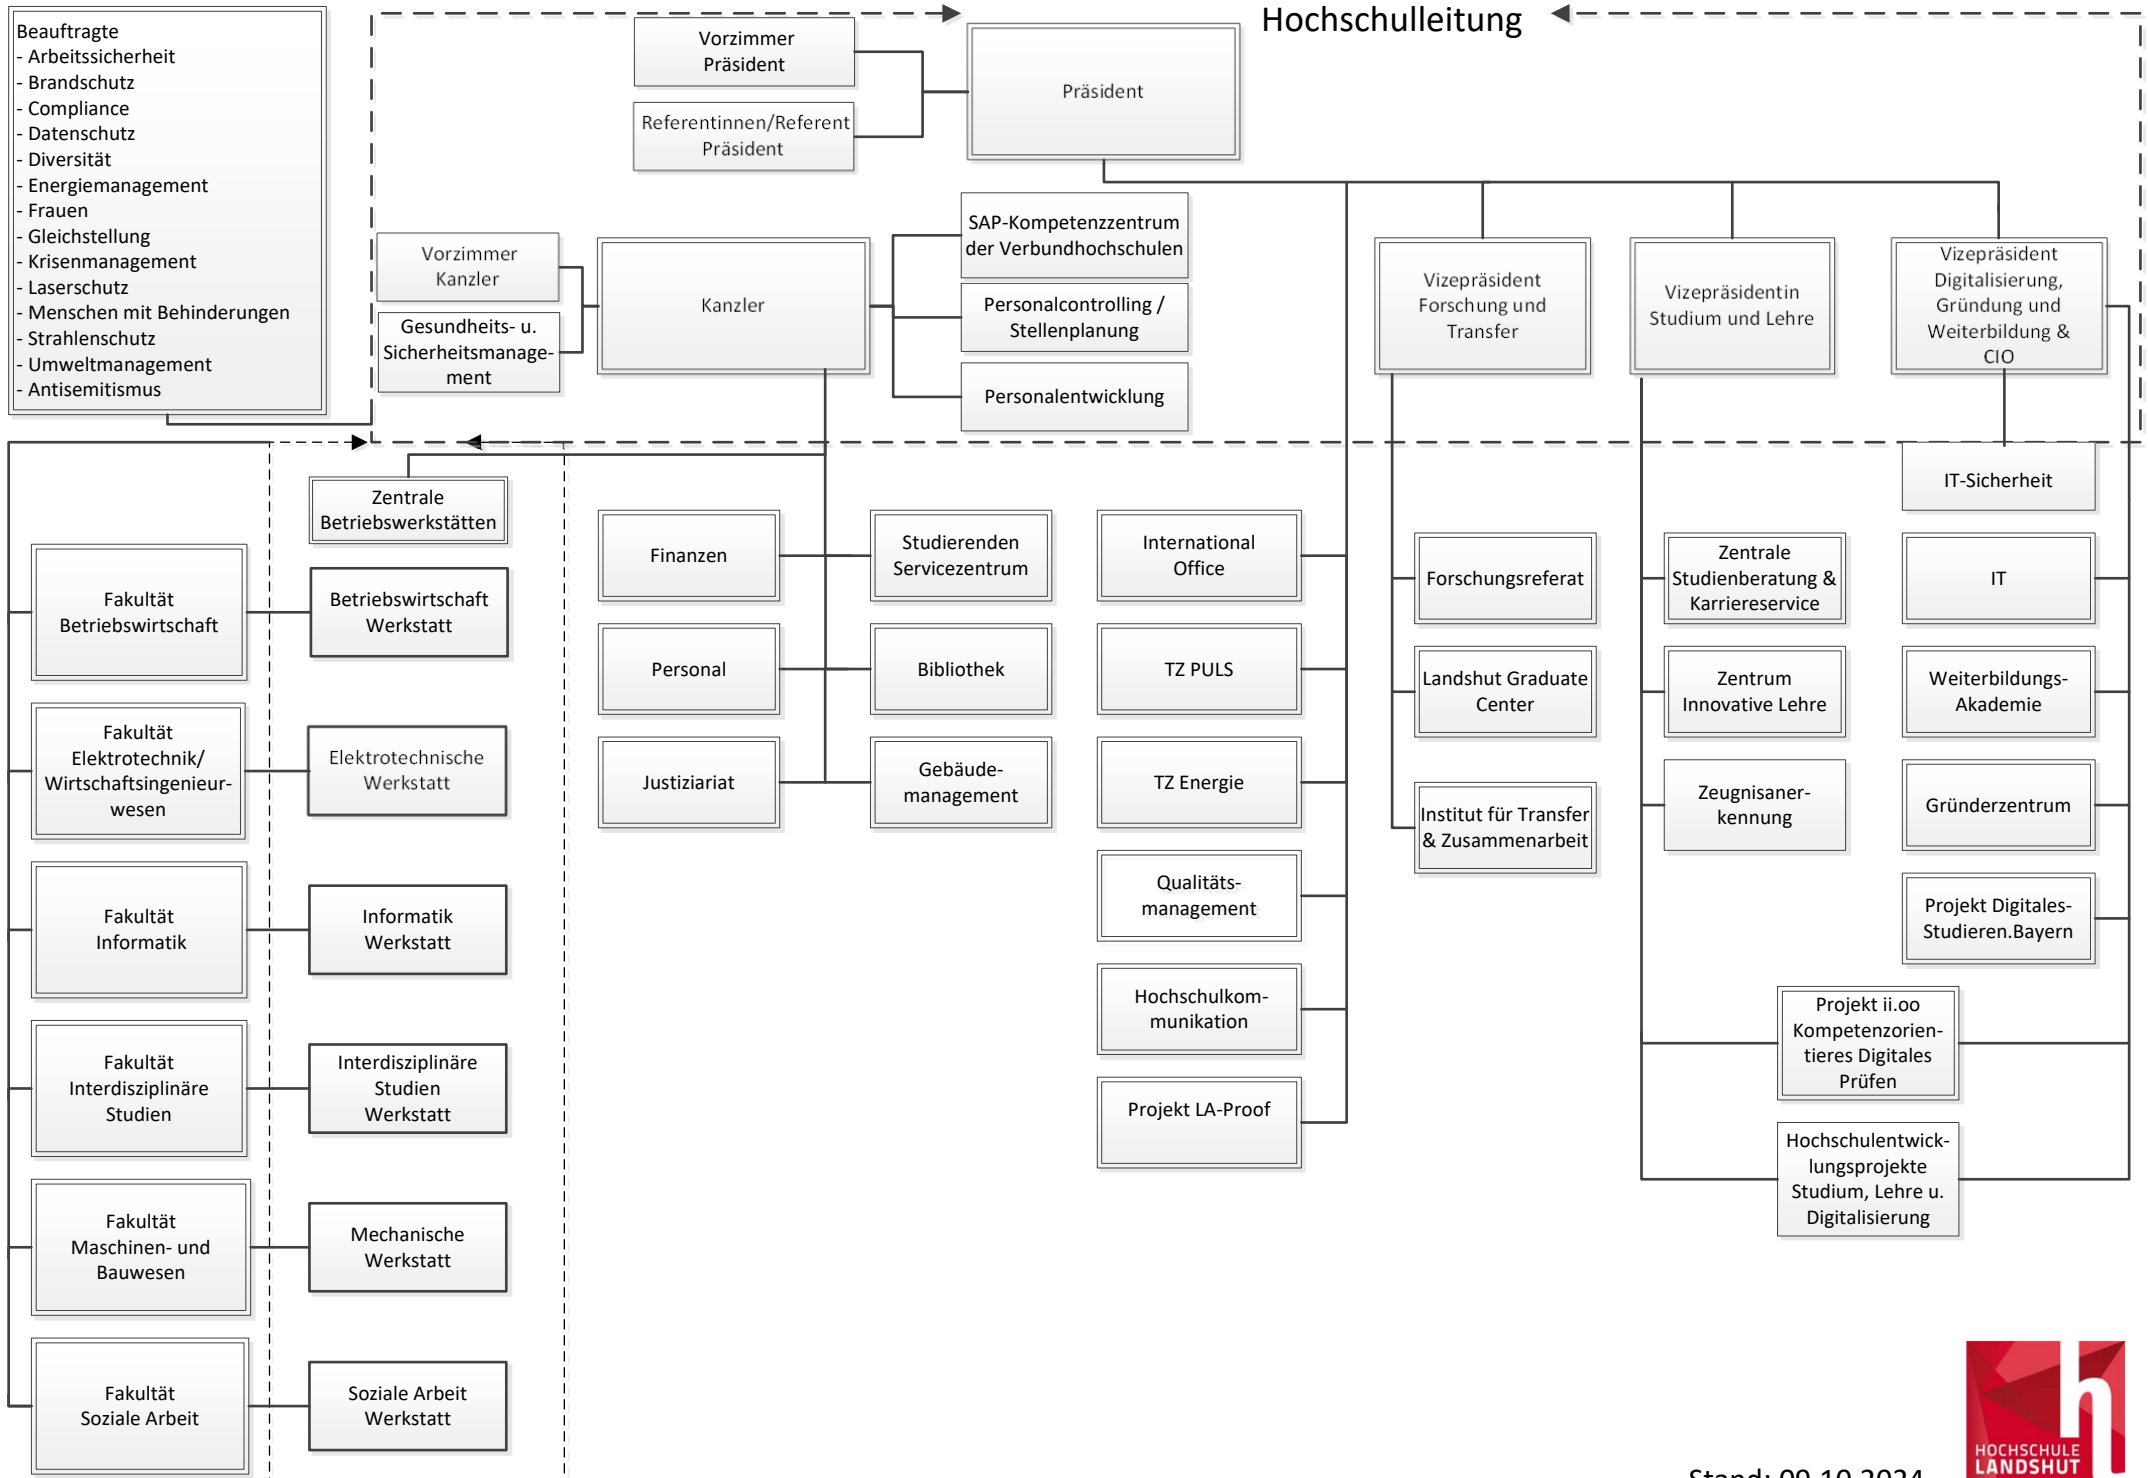 Hochschulleitung
Beauftragte
- Arbeitssicherheit
- Brandschutz
- Compliance
- Datenschutz
- Diversität
- Energiemanagement
- Frauen
- Gleichstellung
- Krisenmanagement
- Laserschutz
- Menschen mit Behinderungen
- Strahlenschutz
- Umweltmanagement
- Antisemitismus
Vorzimmer
Präsident
Referentinnen/Referent
Präsident
Präsident
Vorzimmer
Kanzler
Gesundheits- u.
Sicherheitsmanage-
ment
Kanzler
SAP-Kompetenzzentrum
der Verbundhochschulen
Personalcontrolling /
Stellenplanung
Personalentwicklung
Vizepräsident
Forschung und
Transfer
Vizepräsidentin
Studium und Lehre
Vizepräsident
Digitalisierung,
Gründung und
Weiterbildung &
CIO
Zentrale
Betriebswerkstätten
Fakultät
Betriebswirtschaft
Betriebswirtschaft
Werkstatt
Fakultät
Elektrotechnik/
Wirtschaftsingenieur-
wesen
Elektrotechnische
Werkstatt
Fakultät
Informatik
Informatik
Werkstatt
Fakultät
Interdisziplinäre
Studien
Interdisziplinäre
Studien
Werkstatt
Fakultät
Maschinen- und
Bauwesen
Mechanische
Werkstatt
Fakultät
Soziale Arbeit
Soziale Arbeit
Werkstatt
Finanzen
Studierenden
Servicezentrum
Personal
Bibliothek
Justiziariat
Gebäude-
management
International
Office
TZ PULS
TZ Energie
Qualitäts-
management
Hochschulkom-
munikation
Projekt LA-Proof
Forschungsreferat
Landshut Graduate
Center
Institut für Transfer
& Zusammenarbeit
Zentrale
Studienberatung &
Karriereservice
Zentrum
Innovative Lehre
Zeugnisaner-
kennung
IT-Sicherheit
IT
Weiterbildungs-
Akademie
Gründerzentrum
Projekt Digitales-
Studieren.Bayern
Projekt ii.oo
Kompetenzorien-
tieres Digitales
Prüfen
Hochschulentwick-
lungsprojekte
Studium, Lehre u.
Digitalisierung
HOCHSCHULE
LANDSHUT
Stand: 09.10.2024